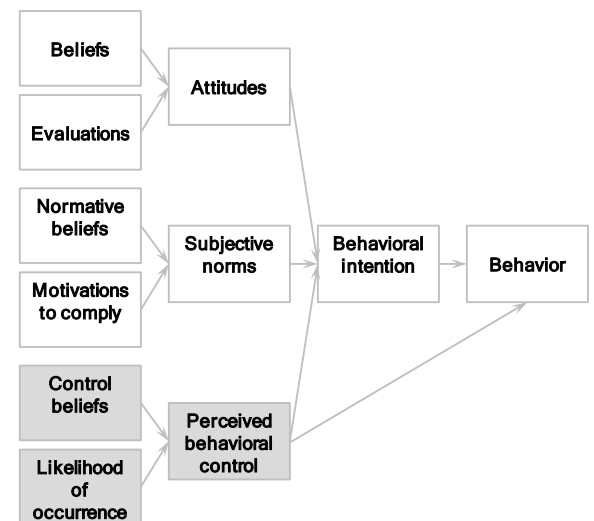 Beliefs
Evaluations
Attitudes
Normative
beliefs
Motivations
to comply
Subjective
norms
Behavioral
intention
Behavior
Control
beliefs
Likelihood
of
occurrence
Perceived
behavioral
control